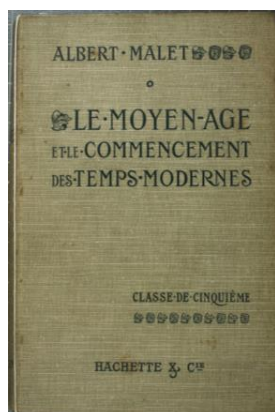 ALBERT·MALET
LE·MOYEN-AGE
ET·LE·COMMENCEMENT
DES·TEMPS·MODERNES
CLASSE·DE·CINQUIÈME
HACHETTE & Cie